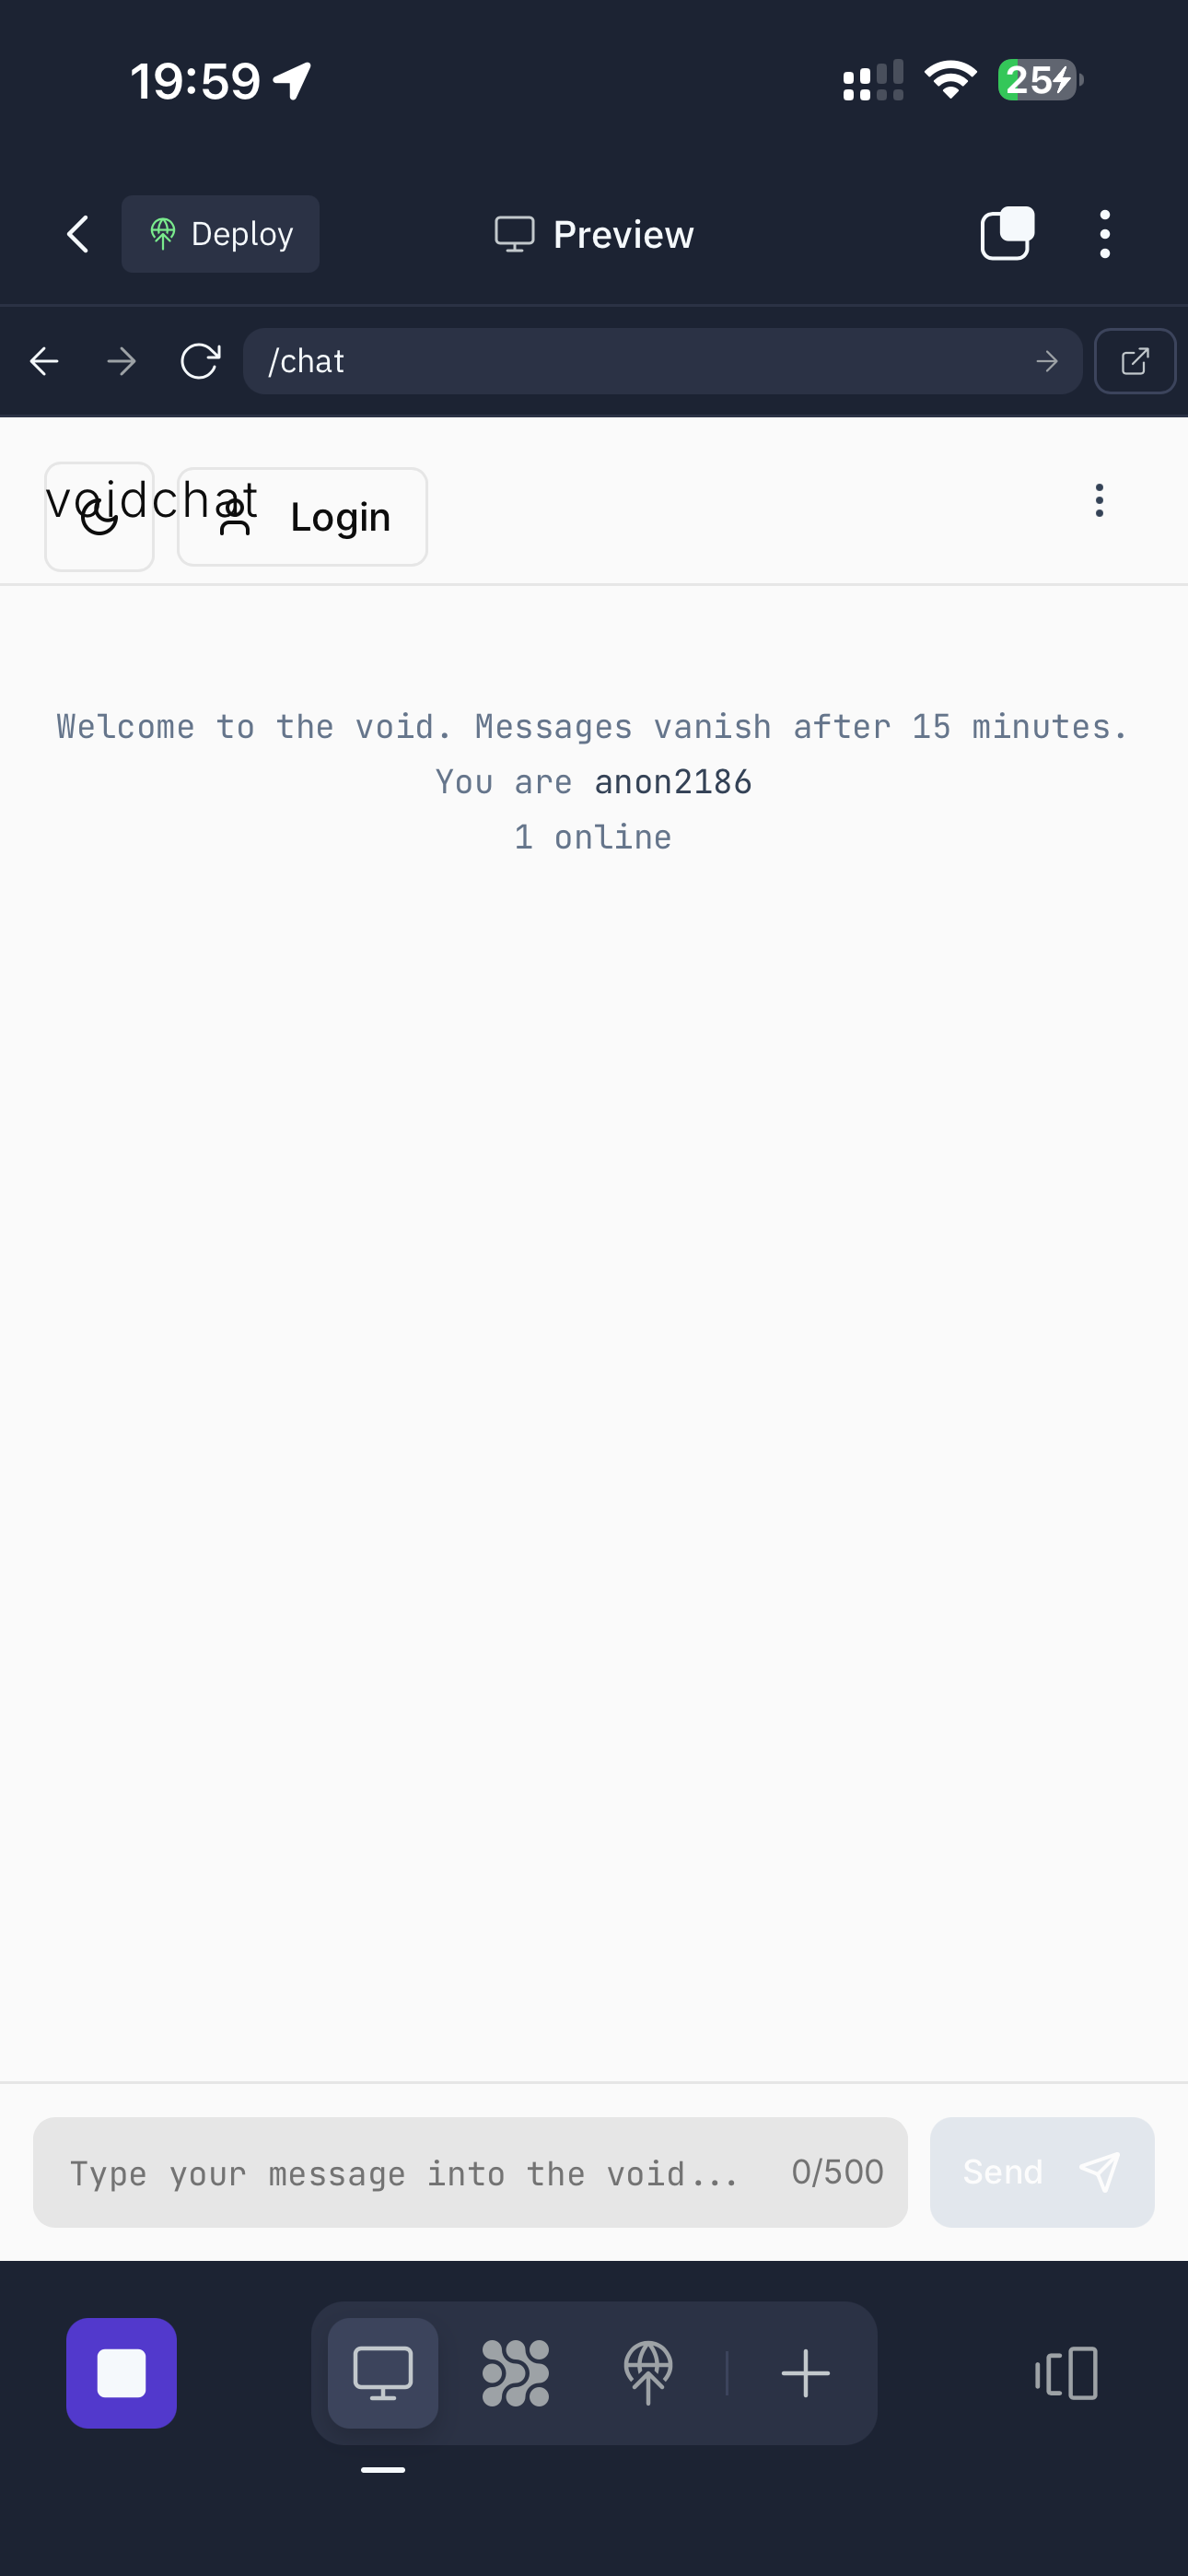 19:59
25
Deploy
Preview
/chat
voidchat
Login
Welcome to the void. Messages vanish after 15 minutes.
You are anon2186
1 online
Type your message into the void...
0/500
Send